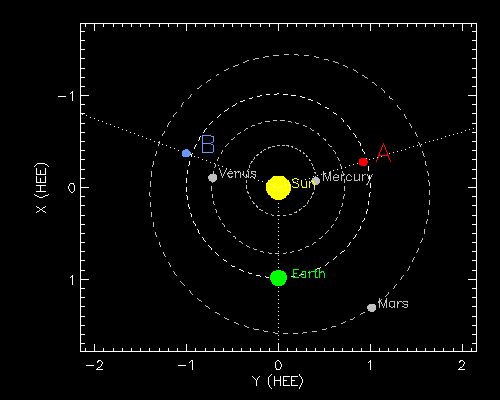 -1
B
A
Venus
Sun
Mercury
X (HEE)
0
Earth
1
Mars
-2
-1
0
1
2
Y (HEE)